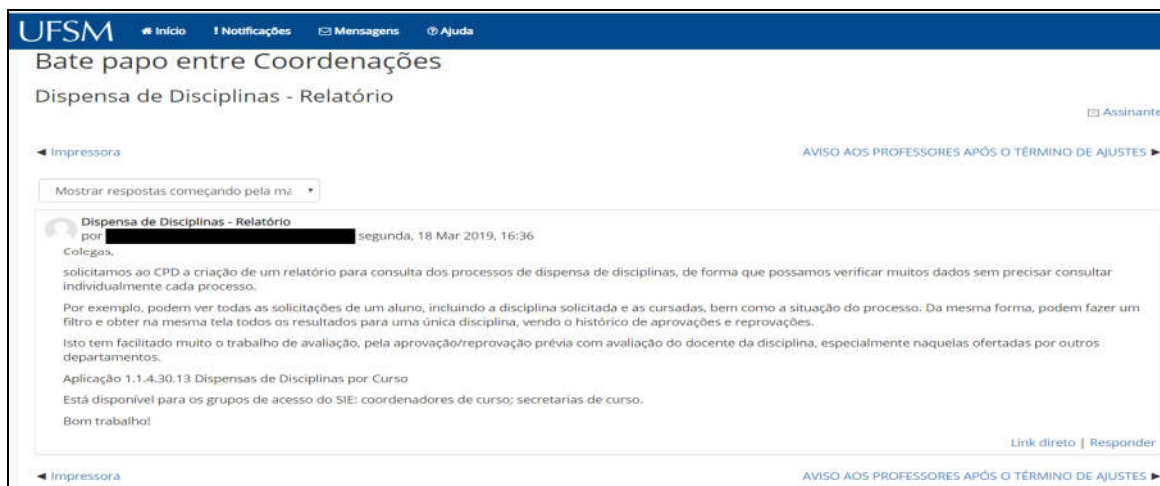 UFSM Início Notificações Mensagens Ajuda
Bate papo entre Coordenações
Dispensa de Disciplinas - Relatório
Assinante
◄ Impressora AVISO AOS PROFESSORES APÓS O TÉRMINO DE AJUSTES ►
Mostrar respostas começando pela ma
Dispensa de Disciplinas - Relatório
por segunda, 18 Mar 2019, 16:36
Colegas,
solicitamos ao CPD a criação de um relatório para consulta dos processos de dispensa de disciplinas, de forma que possamos verificar muitos dados sem precisar consultar
individualmente cada processo.
Por exemplo, podem ver todas as solicitações de um aluno, incluindo a disciplina solicitada e as cursadas, bem como a situação do processo. Da mesma forma, podem fazer um
filtro e obter na mesma tela todos os resultados para uma única disciplina, vendo o histórico de aprovações e reprovações.
Isto tem facilitado muito o trabalho de avaliação, pela aprovação/reprovação prévia com avaliação do docente da disciplina, especialmente naquelas ofertadas por outros
departamentos.
Aplicação 1.1.4.30.13 Dispensas de Disciplinas por Curso
Está disponível para os grupos de acesso do SIE: coordenadores de curso; secretarias de curso.
Bom trabalho!
Link direto | Responder
◄ Impressora AVISO AOS PROFESSORES APÓS O TÉRMINO DE AJUSTES ►